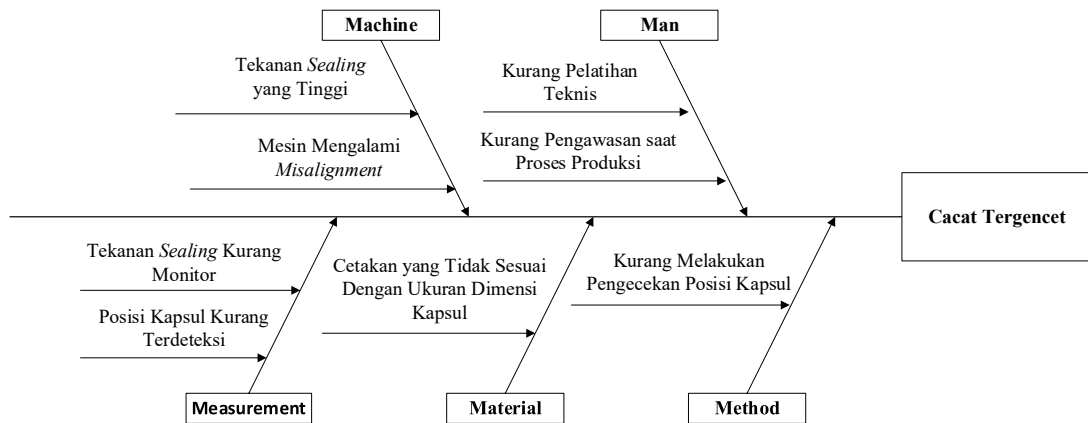 Machine
Man
Tekanan Sealing
yang Tinggi
Kurang Pelatihan
Teknis
Mesin Mengalami
Misalignment
Kurang Pengawasan saat
Proses Produksi
Cacat Tergencet
Tekanan Sealing Kurang
Monitor
Cetakan yang Tidak Sesuai
Dengan Ukuran Dimensi
Kapsul
Kurang Melakukan
Pengecekan Posisi Kapsul
Posisi Kapsul Kurang
Terdeteksi
Measurement
Material
Method